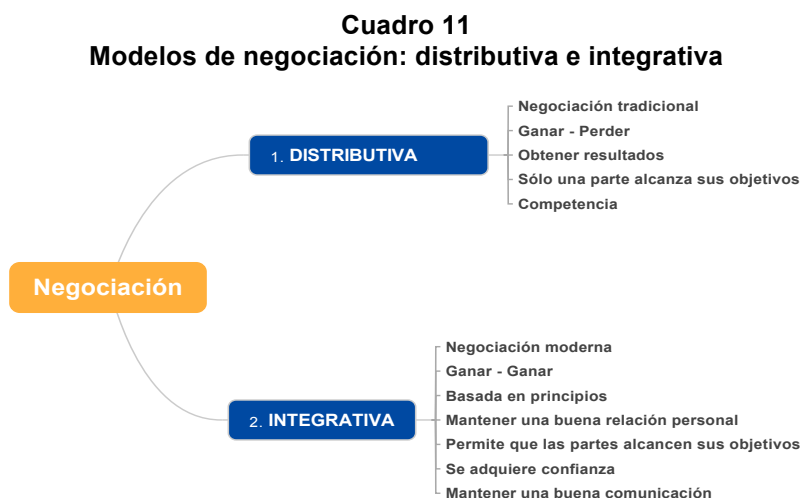 Cuadro 11
Modelos de negociación: distributiva e integrativa
Negociación
1. DISTRIBUTIVA
Negociación tradicional
Ganar - Perder
Obtener resultados
Sólo una parte alcanza sus objetivos
Competencia
2. INTEGRATIVA
Negociación moderna
Ganar - Ganar
Basada en principios
Mantener una buena relación personal
Permite que las partes alcancen sus objetivos
Se adquiere confianza
Mantener una buena comunicación